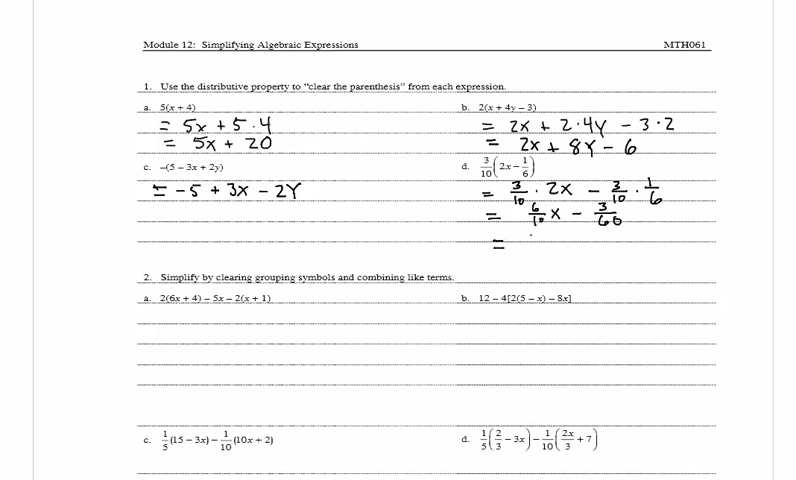 Module 12: Simplifying Algebraic Expressions MTH061
1. Use the distributive property to "clear the parenthesis" from each expression.
a. 5(x + 4)
= 5x + 5 · 4
= 5x + 20
b. 2(x + 4y – 3)
= 2x + 2 · 4y – 3 · 2
= 2x + 8y – 6
c. –(5 – 3x + 2y)
= –5 + 3x – 2y
d. 3/10 (2x – 1/6)
= 3/10 · 2x – 3/10 · 1/6
= 6/10 x – 3/60
=
2. Simplify by clearing grouping symbols and combining like terms.
a. 2(6x + 4) – 5x – 2(x + 1)
b. 12 – 4[2(5 – x) – 8x]
c. 1/5 (15 – 3x) – 1/10 (10x + 2)
d. 1/5 (2/3 – 3x) – 1/10 (2x/3 + 7)